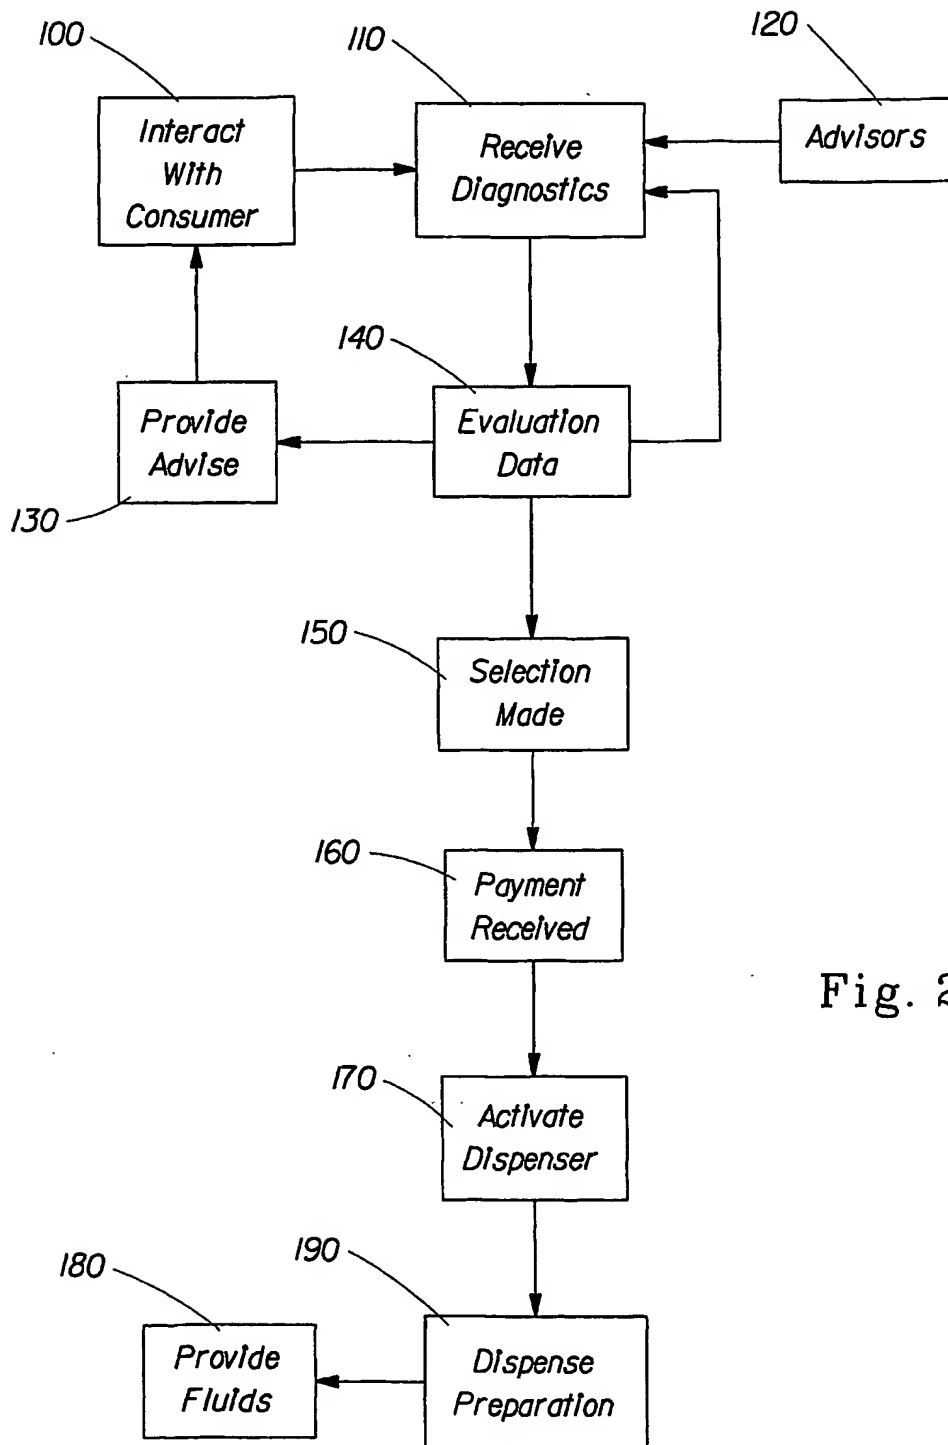 100
110
120
Interact
With
Consumer
Receive
Diagnostics
Advisors
140
Provide
Advise
130
Evaluation
Data
150
Selection
Made
160
Payment
Received
Fig. 2
170
Activate
Dispenser
180
190
Provide
Fluids
Dispense
Preparation